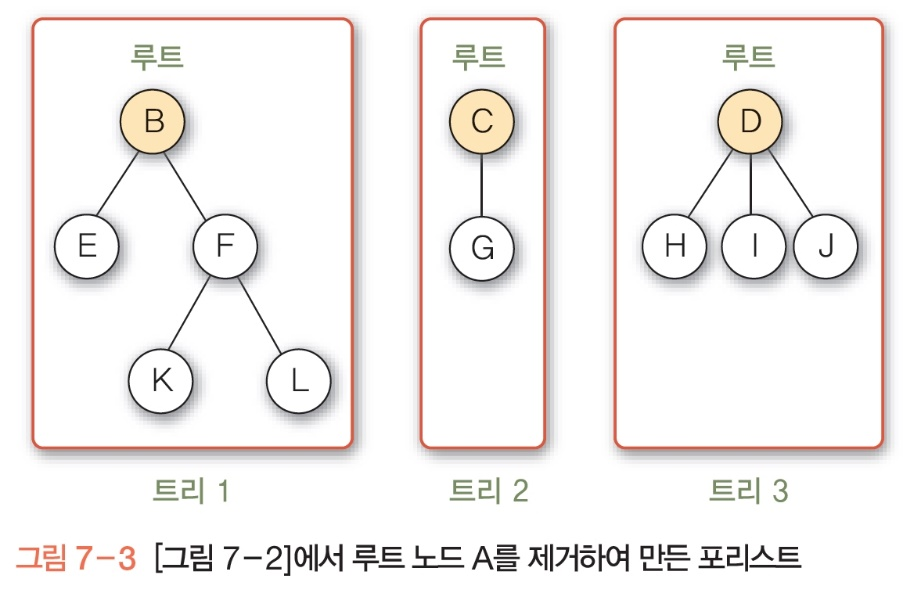 루트 루트 루트
B C D
E F G H I J
K L
트리 1 트리 2 트리 3
그림 7-3 [그림 7-2]에서 루트 노드 A를 제거하여 만든 포리스트